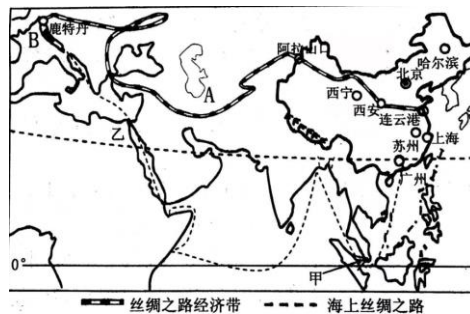 鹿特丹
B
阿拉山口
哈尔滨
北京
A
西宁
西安
连云港
乙
苏州
上海
广州
0°
甲
丝绸之路经济带
海上丝绸之路